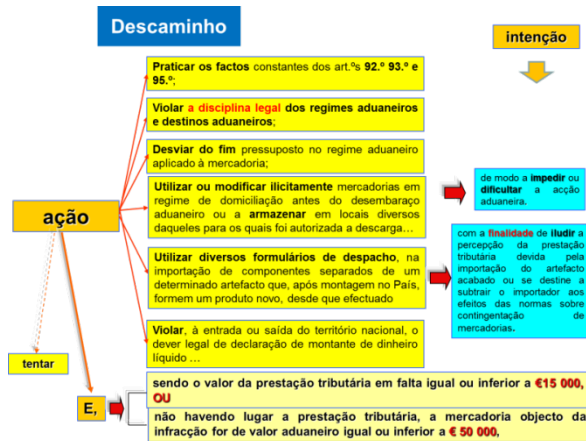 Descaminho
intenção
Praticar os factos constantes dos art.ºs 92.º 93.º e
95.º;
Violar a disciplina legal dos regimes aduaneiros
e destinos aduaneiros;
Desviar do fim pressuposto no regime aduaneiro
aplicado à mercadoria;
Utilizar ou modificar ilicitamente mercadorias em
regime de domiciliação antes do desembaraço
aduaneiro ou a armazenar em locais diversos
daqueles para os quais foi autorizada a descarga…
de modo a impedir ou
dificultar a acção
aduaneira.
ação
Utilizar diversos formulários de despacho, na
importação de componentes separados de um
determinado artefacto que, após montagem no País,
formem um produto novo, desde que efectuado
com a finalidade de iludir a
percepção da prestação
tributária devida pela
importação do artefacto
acabado ou se destine a
subtrair o importador aos
efeitos das normas sobre
contingentação de
mercadorias.
Violar, à entrada ou saída do território nacional, o
dever legal de declaração de montante de dinheiro
líquido …
tentar
E,
sendo o valor da prestação tributária em falta igual ou inferior a €15 000,
OU
não havendo lugar a prestação tributária, a mercadoria objecto da
infracção for de valor aduaneiro igual ou inferior a € 50 000,